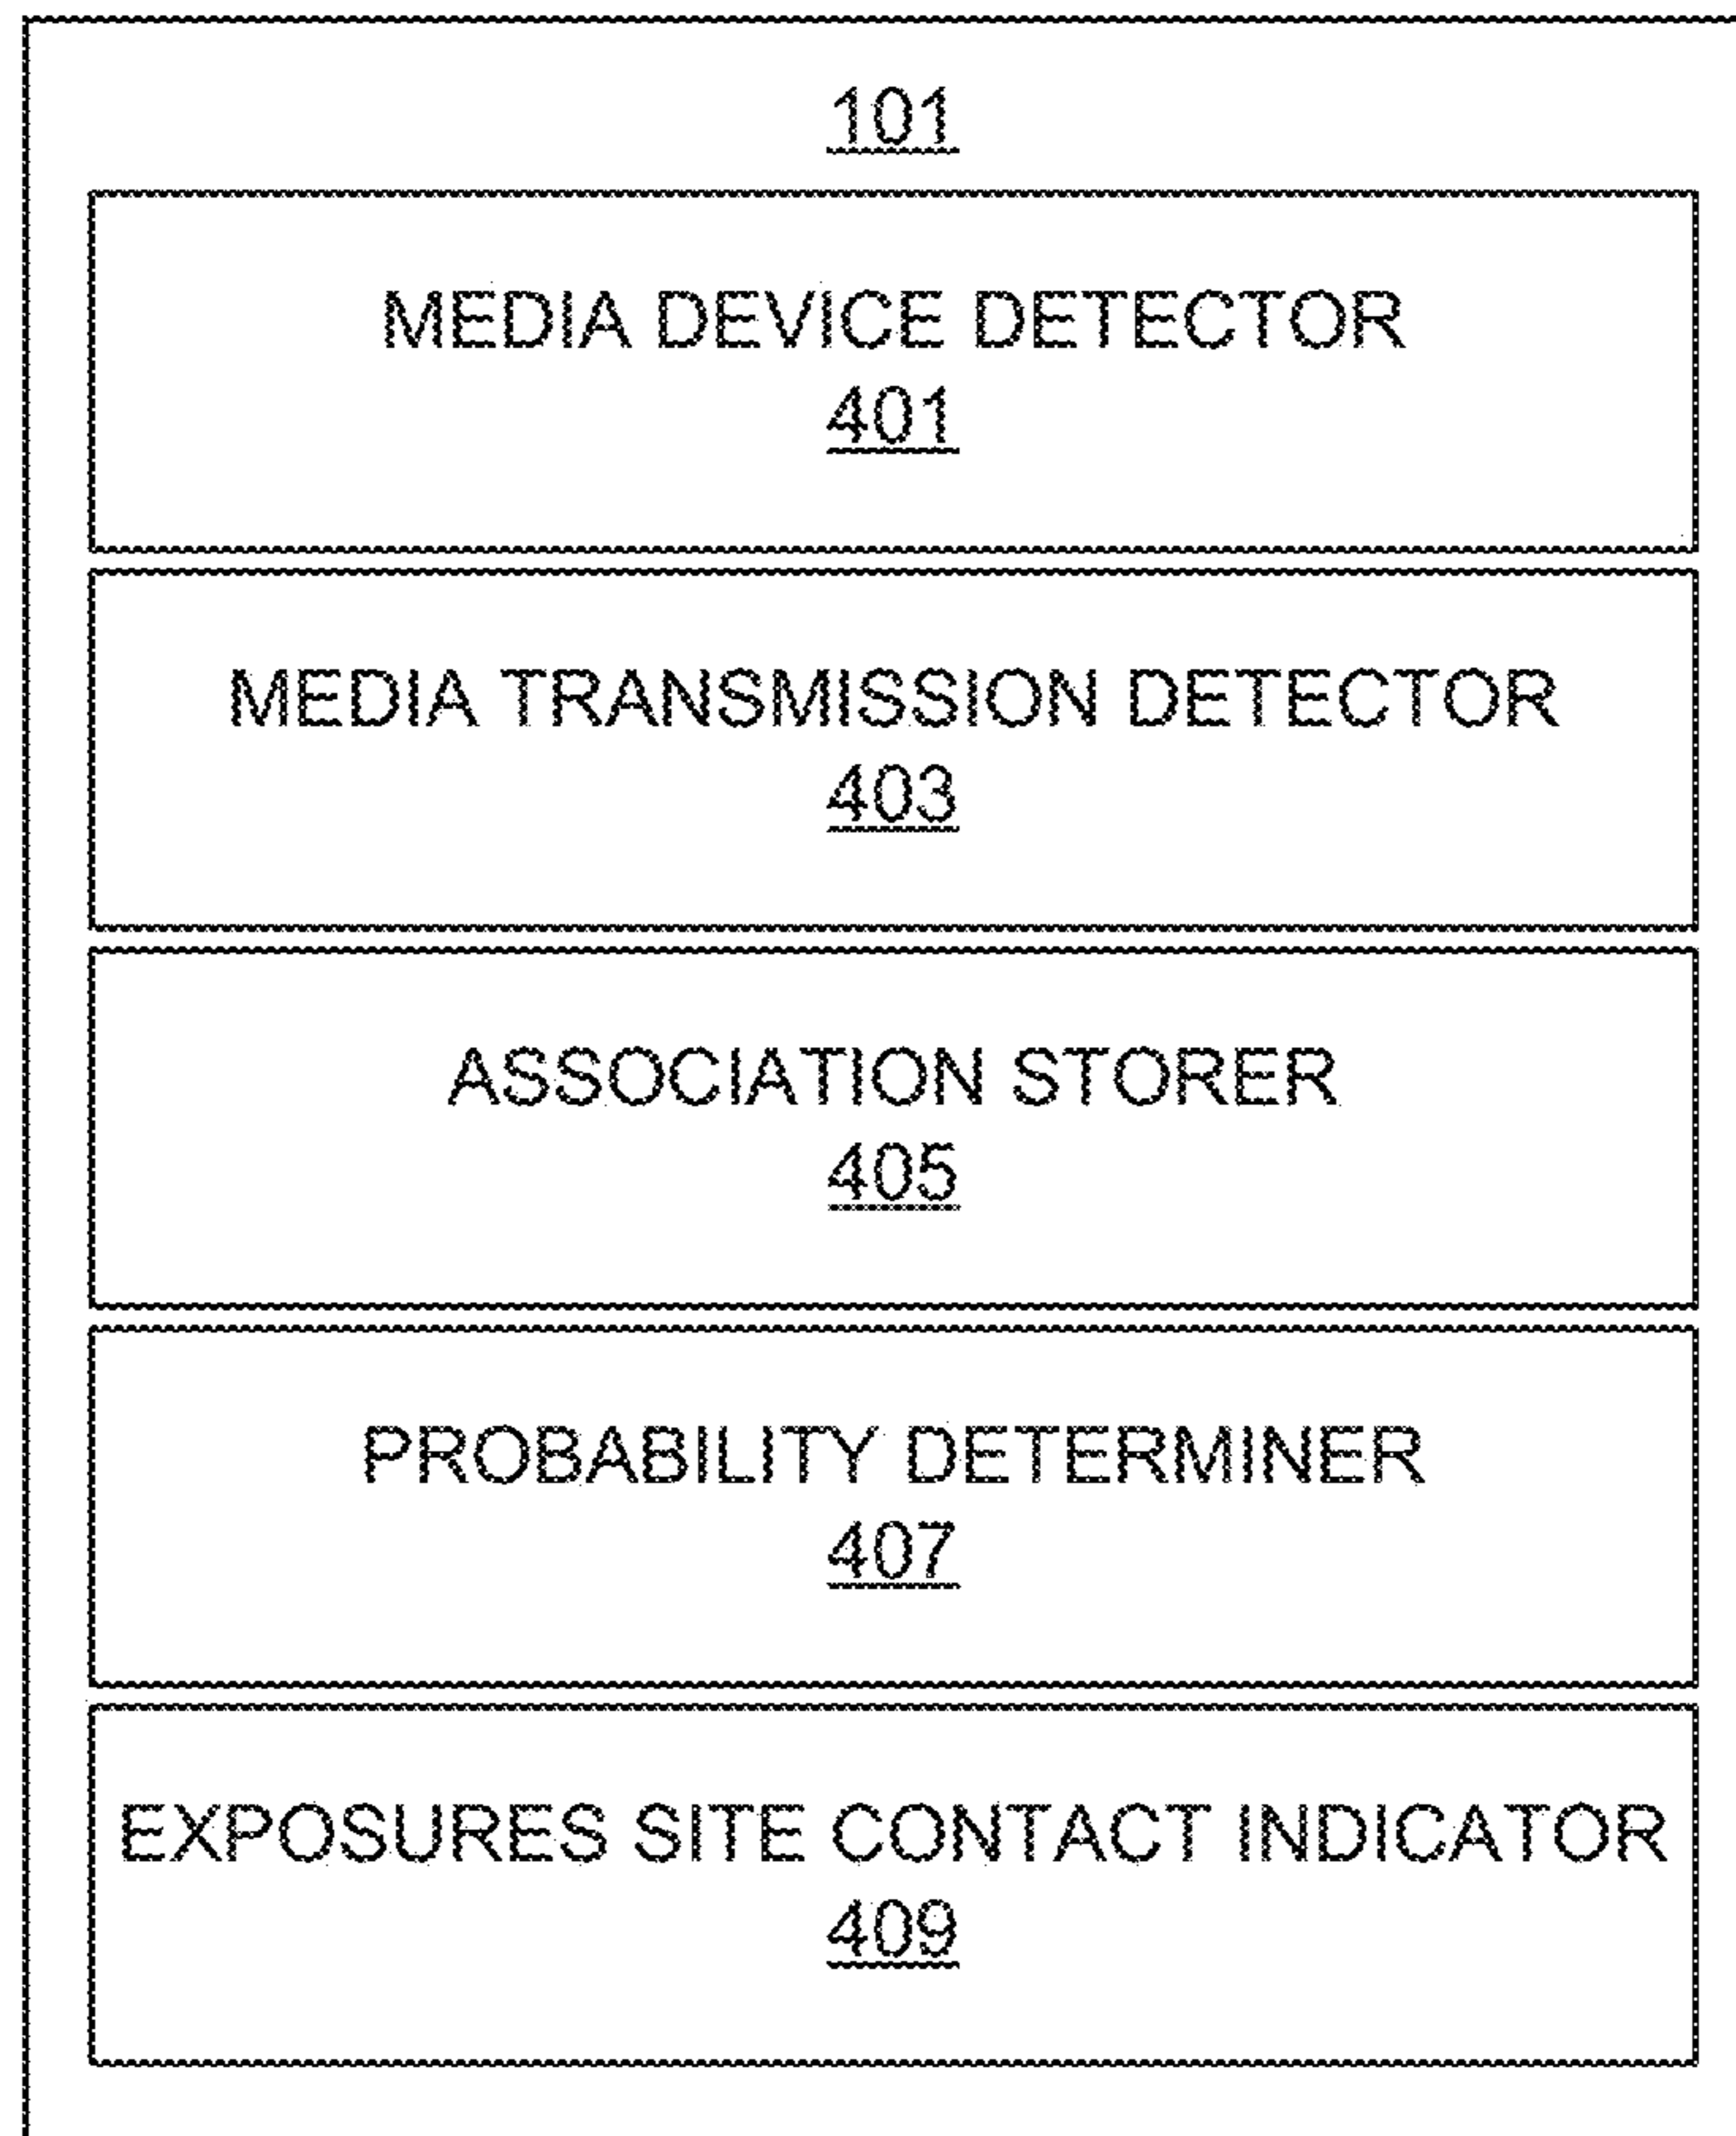 101
MEDIA DEVICE DETECTOR
401
MEDIA TRANSMISSION DETECTOR
403
ASSOCIATION STORER
405
PROBABILITY DETERMINER
407
EXPOSURES SITE CONTACT INDICATOR
409